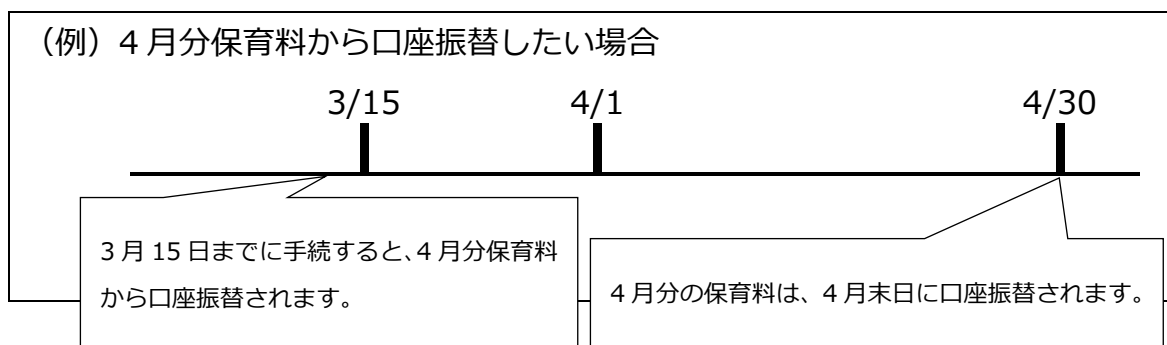 （例）４月分保育料から口座振替したい場合
3/15 4/1 4/30
３月 15 日までに手続すると、４月分保育料
から口座振替されます。
４月分の保育料は、４月末日に口座振替されます。